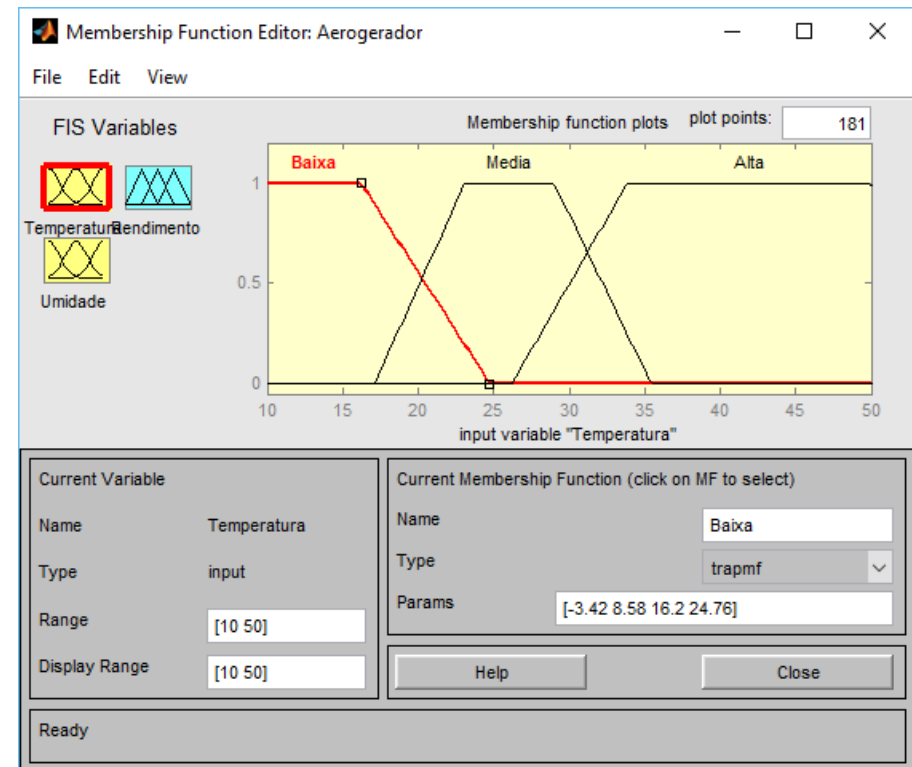 Membership Function Editor: Aerogerador
File Edit View
FIS Variables
Membership function plots plot points: 181
Temperatura Rendimento
Umidade
Baixa Media Alta
1
0.5
0
10 15 20 25 30 35 40 45 50
input variable "Temperatura"
Current Variable
Name Temperatura
Type input
Range [10 50]
Display Range [10 50]
Current Membership Function (click on MF to select)
Name Baixa
Type trapmf
Params [-3.42 8.58 16.2 24.76]
Help Close
Ready